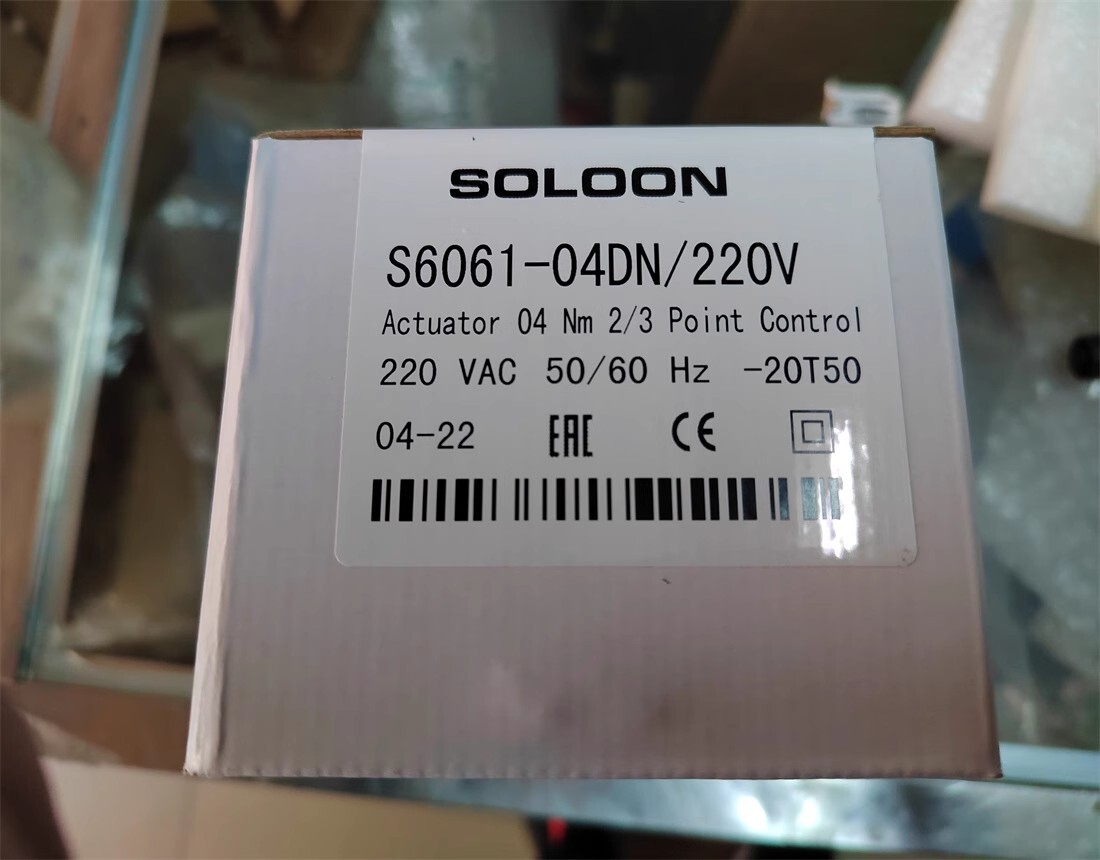 SOLOON
S6061-04DN/220V
Actuator 04 Nm 2/3 Point Control
220 VAC 50/60 Hz -20T50
04-22 EAC CE